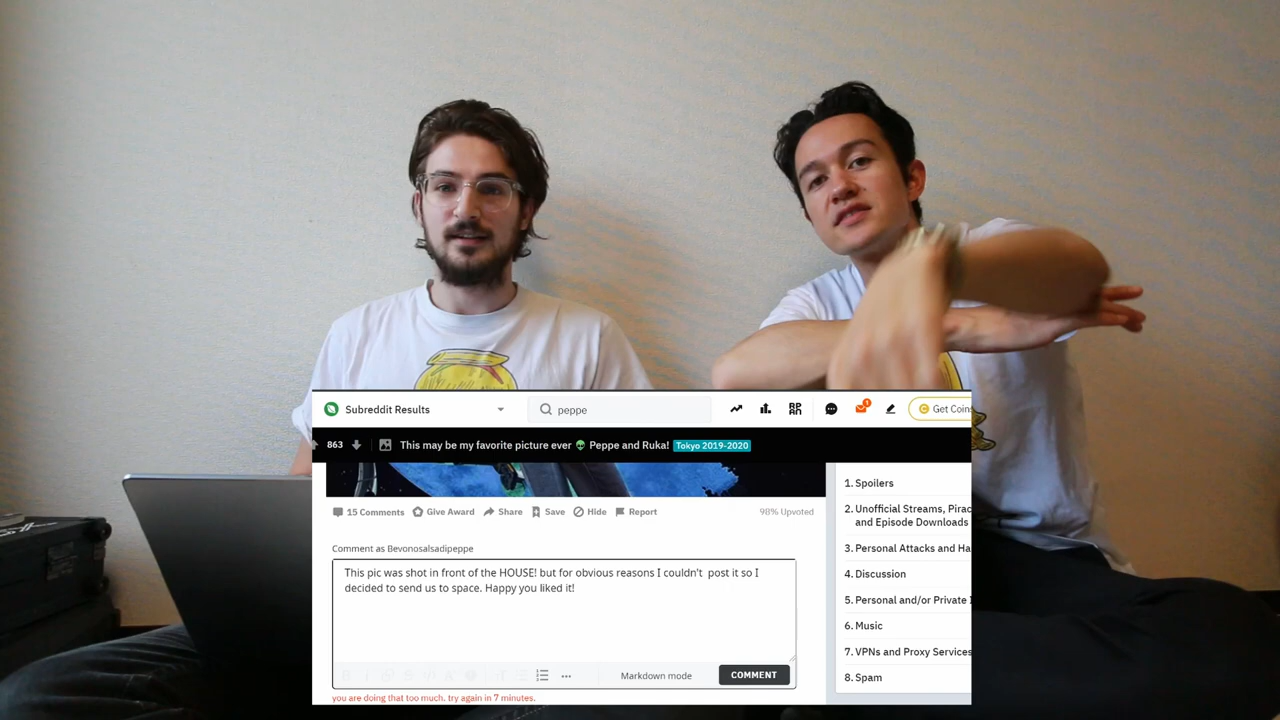 Subreddit Results
peppe
1
Get Coins
863
This may be my favorite picture ever 👽 Peppe and Ruka! Tokyo 2019-2020
15 Comments Give Award Share Save Hide Report 98% Upvoted
Comment as Bevonosalsadipeppe
This pic was shot in front of the HOUSE! but for obvious reasons I couldn't post it so I
decided to send us to space. Happy you liked it!
Markdown mode COMMENT
you are doing that too much. try again in 7 minutes.
1. Spoilers
2. Unofficial Streams, Pirac
and Episode Downloads
3. Personal Attacks and Ha
4. Discussion
5. Personal and/or Private I
6. Music
7. VPNs and Proxy Services
8. Spam